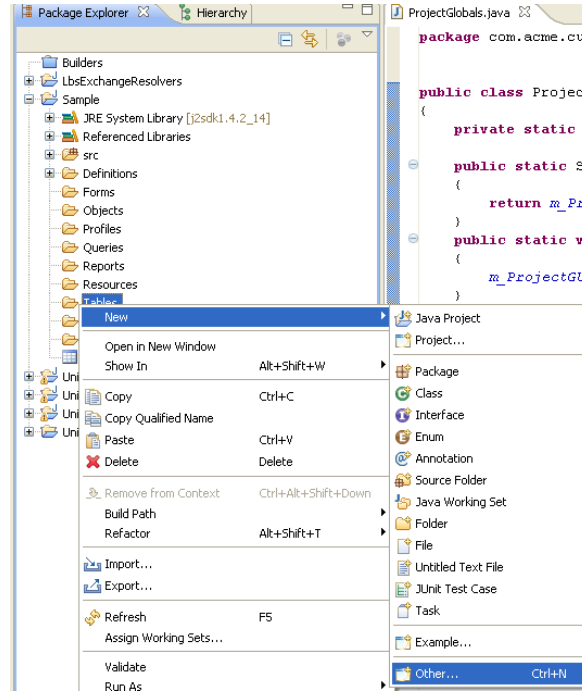 Package Explorer
Hierarchy
ProjectGlobals.java
Builders
LbsExchangeResolvers
Sample
JRE System Library [j2sdk1.4.2_14]
Referenced Libraries
src
Definitions
Forms
Objects
Profiles
Queries
Reports
Resources
Tables
Uni
Uni
Uni
Uni
package com.acme.cu
public class Projec
{
private static
public static S
{
return m_Pr
}
public static v
{
m_ProjectGU
}
New
Open in New Window
Show In Alt+Shift+W
Copy Ctrl+C
Copy Qualified Name
Paste Ctrl+V
Delete Delete
Remove from Context Ctrl+Alt+Shift+Down
Build Path
Refactor Alt+Shift+T
Import...
Export...
Refresh F5
Assign Working Sets...
Validate
Run As
Java Project
Project...
Package
Class
Interface
Enum
Annotation
Source Folder
Java Working Set
Folder
File
Untitled Text File
JUnit Test Case
Task
Example...
Other... Ctrl+N